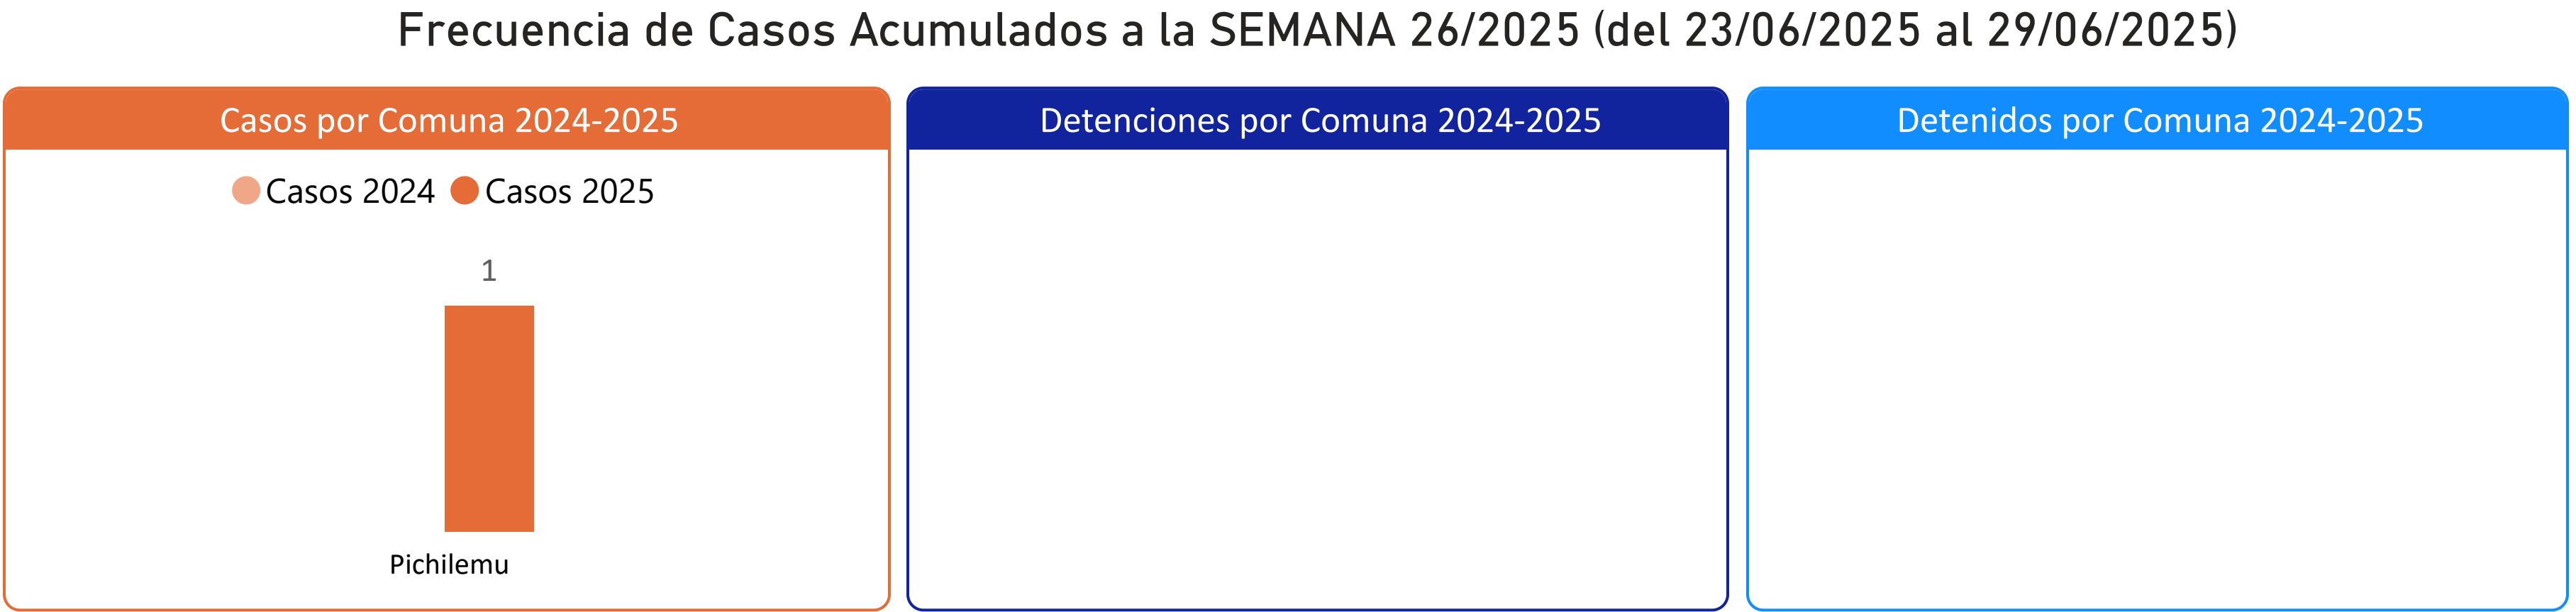 Frecuencia de Casos Acumulados a la SEMANA 26/2025 (del 23/06/2025 al 29/06/2025)
Casos por Comuna 2024-2025
Casos 2024 Casos 2025
1
Pichilemu
Detenciones por Comuna 2024-2025
Detenidos por Comuna 2024-2025